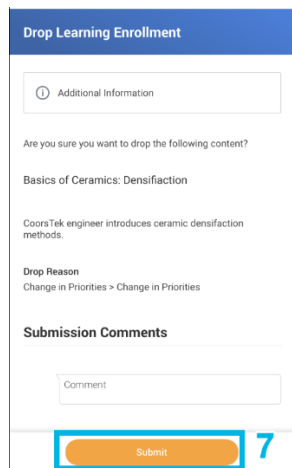 Drop Learning Enrollment
Additional Information
Are you sure you want to drop the following content?
Basics of Ceramics: Densifiaction
CoorsTek engineer introduces ceramic densifaction
methods.
Drop Reason
Change in Priorities > Change in Priorities
Submission Comments
Comment
Submit
7